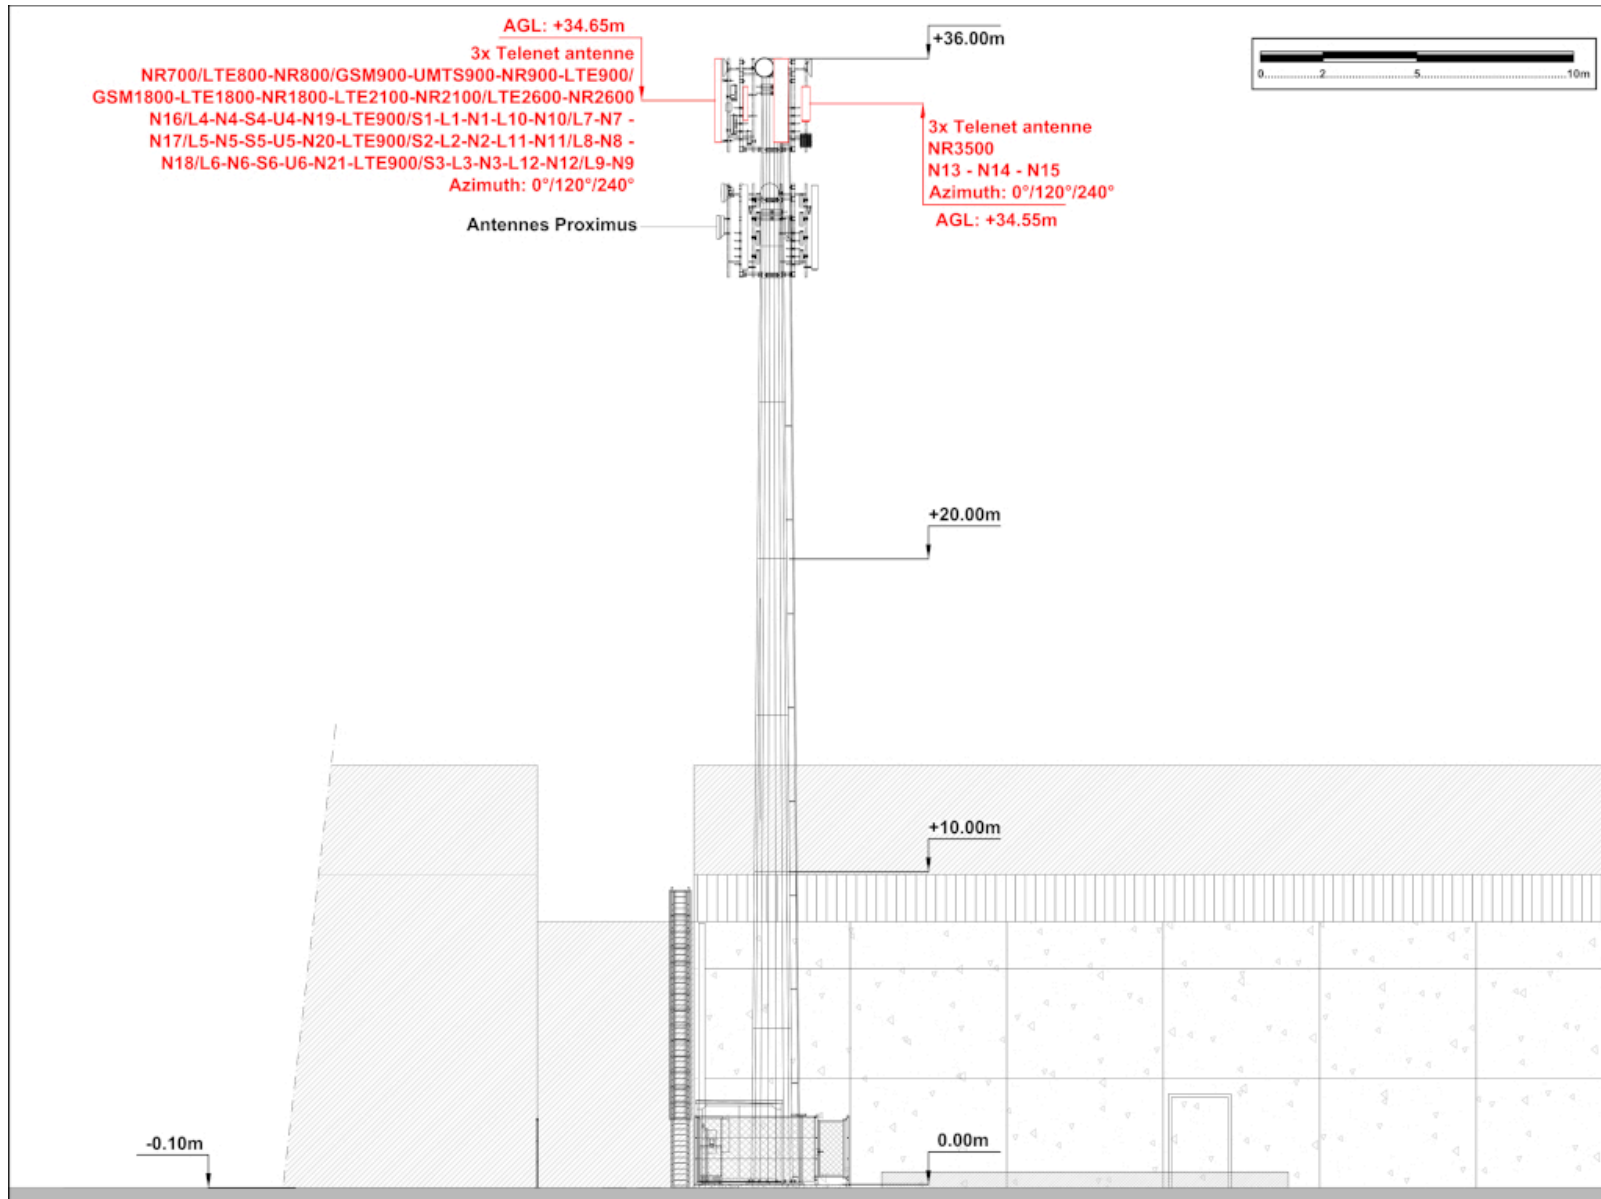 AGL: +34.65m
3x Telenet antenne
NR700/LTE800-NR800/GSM900-UMTS900-NR900-LTE900/
GSM1800-LTE1800-NR1800-LTE2100-NR2100/LTE2600-NR2600
N16/L4-N4-S4-U4-N19-LTE900/S1-L1-N1-L10-N10/L7-N7 -
N17/L5-N5-S5-U5-N20-LTE900/S2-L2-N2-L11-N11/L8-N8 -
N18/L6-N6-S6-U6-N21-LTE900/S3-L3-N3-L12-N12/L9-N9
Azimuth: 0°/120°/240°
Antennes Proximus
+36.00m
0 2 5 10m
3x Telenet antenne
NR3500
N13 - N14 - N15
Azimuth: 0°/120°/240°
AGL: +34.55m
+20.00m
+10.00m
-0.10m
0.00m